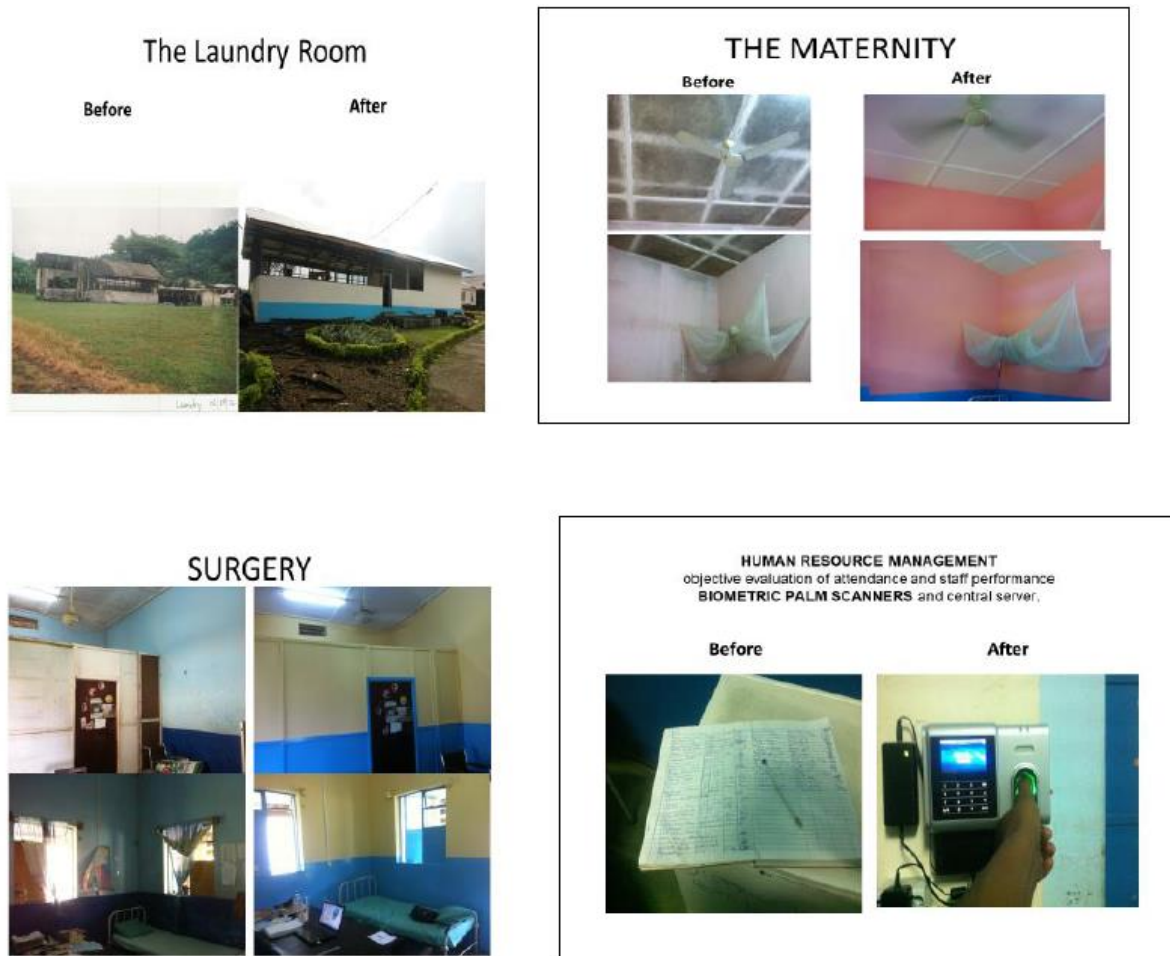 The Laundry Room
Before
After
Laundry
THE MATERNITY
Before
After
SURGERY
HUMAN RESOURCE MANAGEMENT
objective evaluation of attendance and staff performance
BIOMETRIC PALM SCANNERS and central server.
Before
After